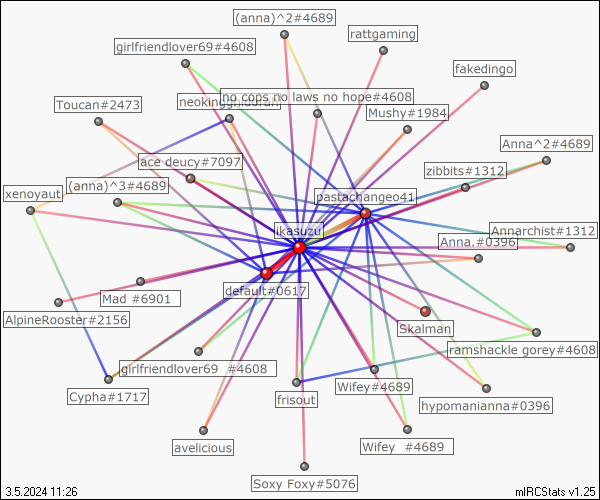 (anna)^2#4689
rattgaming
girlfriendlover69#4608
fakedingo
no cops no laws no hope#4608
Toucan#2473
Mushy#1984
Anna^2#4689
ace deucy#7097
zibbits#1312
(anna)^3#4689
xenoyaut
pastachangeo41
ikasuzu
Annarchist#1312
Anna.#0396
default#0617
Mad #6901
AlpineRooster#2156
Skalman
ramshackle gorey#4608
girlfriendlover69 #4608
Wifey#4689
Cypha#1717
frisout
hypomanianna#0396
avelicious
Wifey #4689
Soxy Foxy#5076
3.5.2024 11:26
mIRCStats v1.25